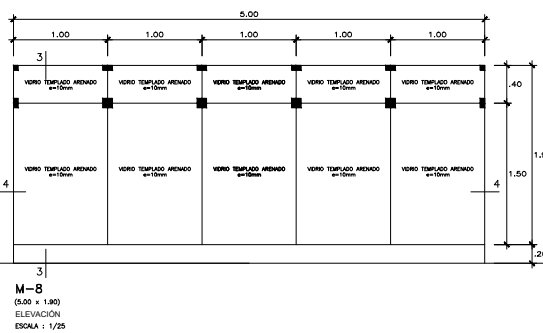 5.00
1.00 1.00 1.00 1.00 1.00
3
VIDRIO TEMPLADO ARENADO VIDRIO TEMPLADO ARENADO VIDRIO TEMPLADO ARENADO VIDRIO TEMPLADO ARENADO VIDRIO TEMPLADO ARENADO
e=10mm e=10mm e=10mm e=10mm e=10mm
.40
VIDRIO TEMPLADO ARENADO VIDRIO TEMPLADO ARENADO VIDRIO TEMPLADO ARENADO VIDRIO TEMPLADO ARENADO VIDRIO TEMPLADO ARENADO
e=10mm e=10mm e=10mm e=10mm e=10mm
4 4
1.50
3
M-8
(5.00 x 1.90)
ELEVACIÓN
ESCALA : 1/25